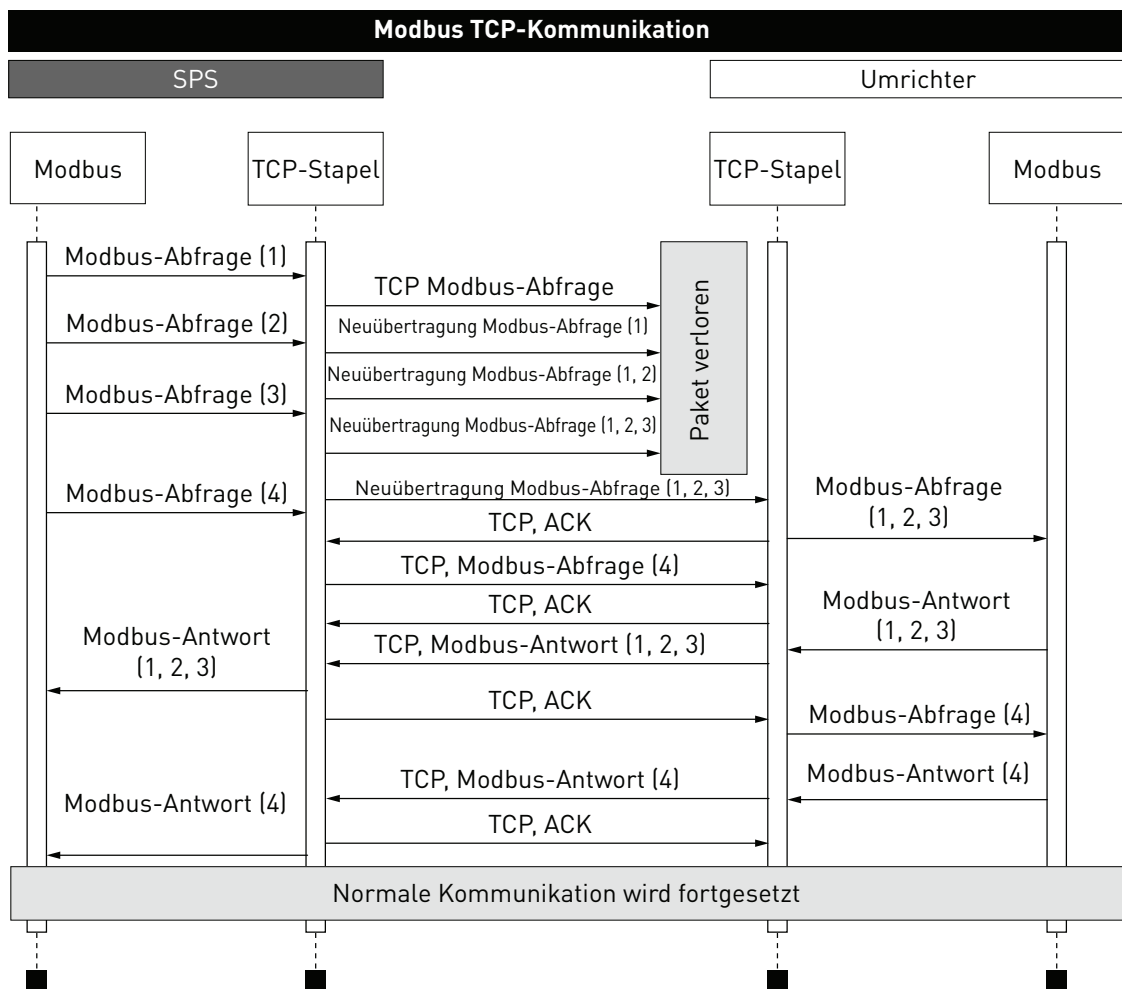 Modbus TCP-Kommunikation
SPS
Umrichter
Modbus
TCP-Stapel
TCP-Stapel
Modbus
Modbus-Abfrage (1)
TCP Modbus-Abfrage
Neuübertragung Modbus-Abfrage (1)
Modbus-Abfrage (2)
Neuübertragung Modbus-Abfrage (1, 2)
Modbus-Abfrage (3)
Neuübertragung Modbus-Abfrage (1, 2, 3)
Paket verloren
Modbus-Abfrage (4)
Neuübertragung Modbus-Abfrage (1, 2, 3)
Modbus-Abfrage
(1, 2, 3)
TCP, ACK
TCP, Modbus-Abfrage (4)
TCP, ACK
Modbus-Antwort
(1, 2, 3)
Modbus-Antwort
(1, 2, 3)
TCP, Modbus-Antwort (1, 2, 3)
TCP, ACK
Modbus-Abfrage (4)
TCP, Modbus-Antwort (4)
Modbus-Antwort (4)
Modbus-Antwort (4)
TCP, ACK
Normale Kommunikation wird fortgesetzt